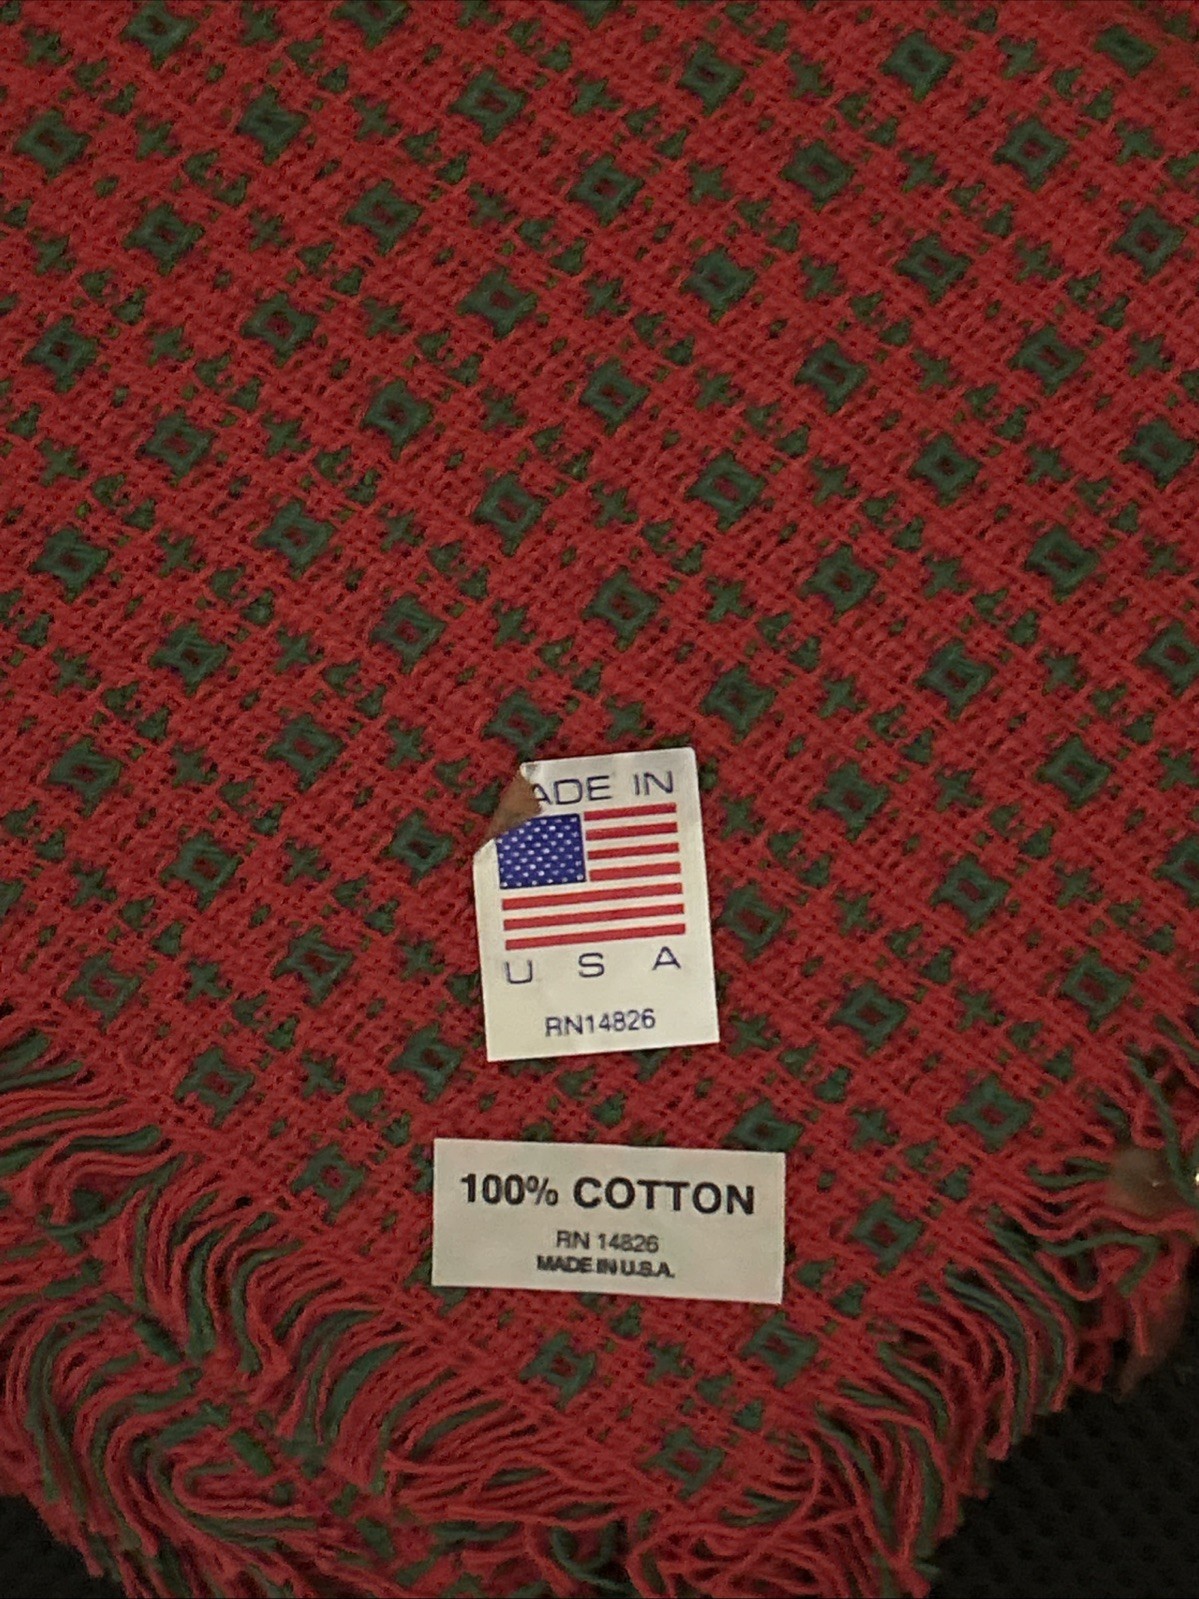 ADE IN
U S A
RN14826
100% COTTON
RN 14826
MADE IN U.S.A.